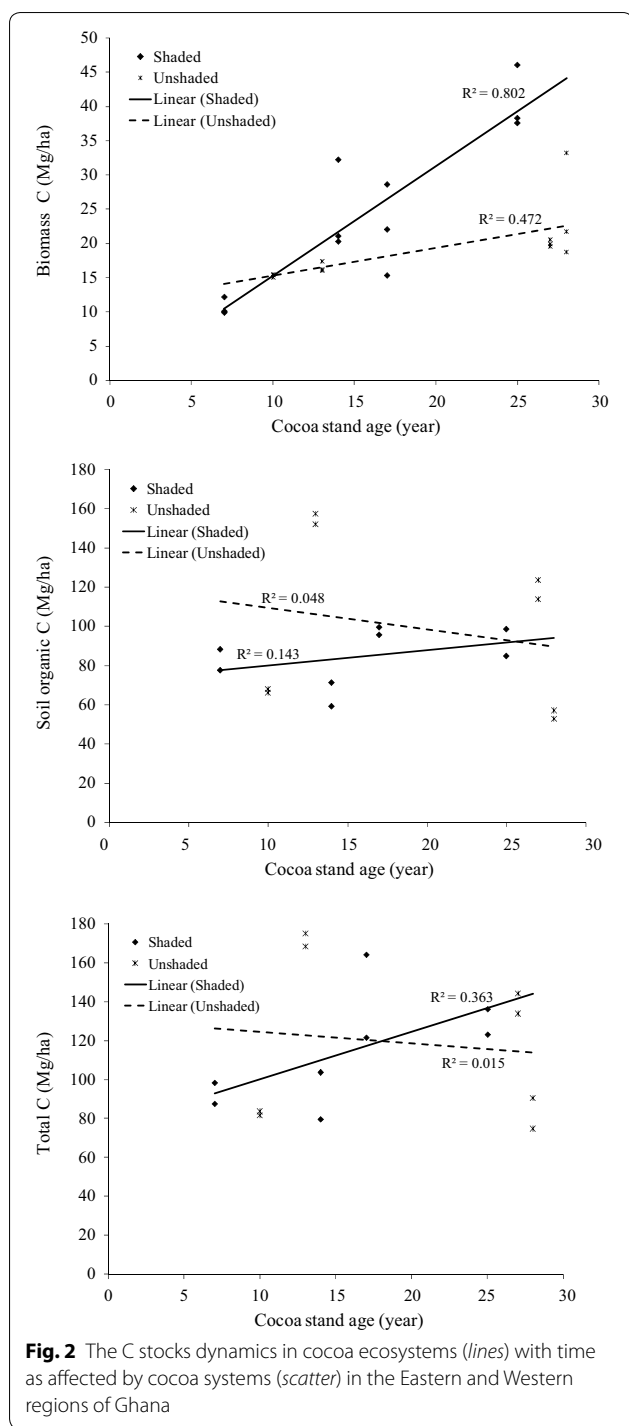 50
45
40
35
30
25
20
15
10
5
0
Biomass C (Mg/ha)
Shaded
Unshaded
Linear (Shaded)
Linear (Unshaded)
R² = 0.802
R² = 0.472
0 5 10 15 20 25 30
Cocoa stand age (year)
180
160
140
120
100
80
60
40
20
0
Soil organic C (Mg/ha)
Shaded
Unshaded
Linear (Shaded)
Linear (Unshaded)
R² = 0.048
R² = 0.143
0 5 10 15 20 25 30
Cocoa stand age (year)
180
160
140
120
100
80
60
40
20
0
Total C (Mg/ha)
Shaded
Unshaded
Linear (Shaded)
Linear (Unshaded)
R² = 0.363
R² = 0.015
0 5 10 15 20 25 30
Cocoa stand age (year)
Fig. 2 The C stocks dynamics in cocoa ecosystems (lines) with time
as affected by cocoa systems (scatter) in the Eastern and Western
regions of Ghana